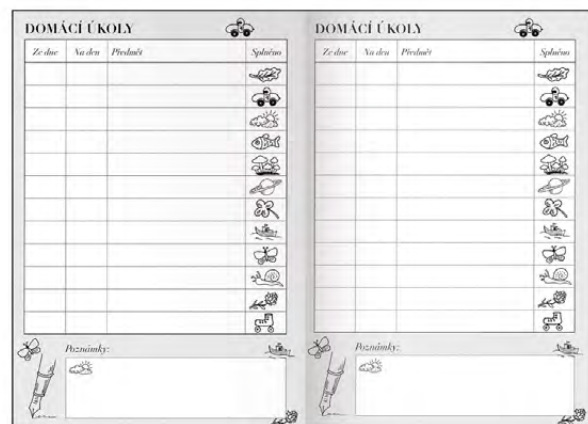 DOMÁCÍ ÚKOLY
Ze dne Na den Předmět Splněno
Poznámky:
DOMÁCÍ ÚKOLY
Ze dne Na den Předmět Splněno
Poznámky: